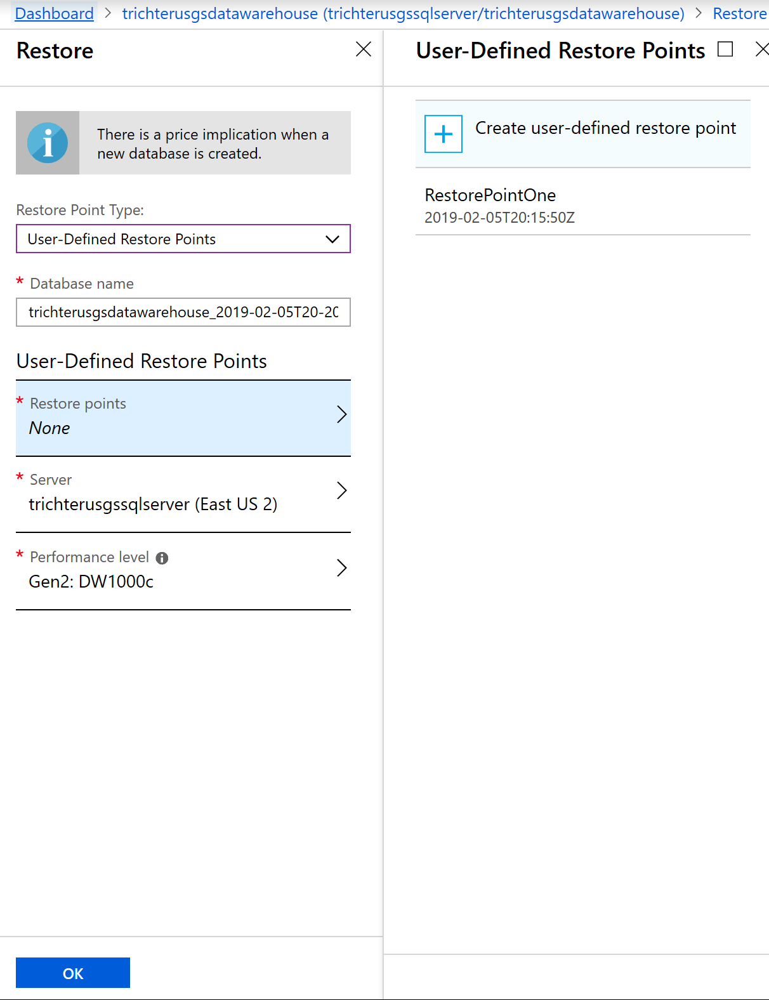 Dashboard > trichterusgsdatawarehouse (trichterusgssqlserver/trichterusgsdatawarehouse) > Restore
Restore
There is a price implication when a
new database is created.
Restore Point Type:
User-Defined Restore Points
* Database name
trichterusgsdatawarehouse_2019-02-05T20-20
User-Defined Restore Points
* Restore points
None
* Server
trichterusgssqlserver (East US 2)
* Performance level
Gen2: DW1000c
OK
User-Defined Restore Points
Create user-defined restore point
RestorePointOne
2019-02-05T20:15:50Z